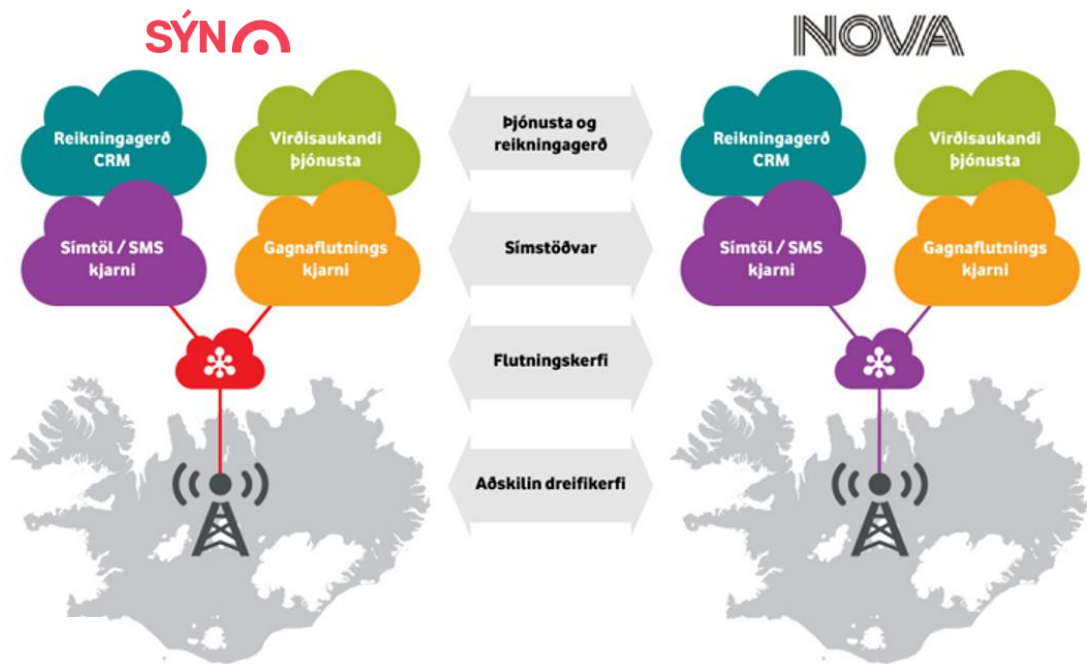 SÝN
NOVA
Reikningagerð
CRM
Virðisaukandi
þjónusta
Þjónusta og
reikningagerð
Reikningagerð
CRM
Virðisaukandi
þjónusta
Símtöl / SMS
kjarni
Gagnaflutnings
kjarni
Símstöðvar
Símtöl / SMS
kjarni
Gagnaflutnings
kjarni
Flutningskerfi
Aðskilin dreifikerfi